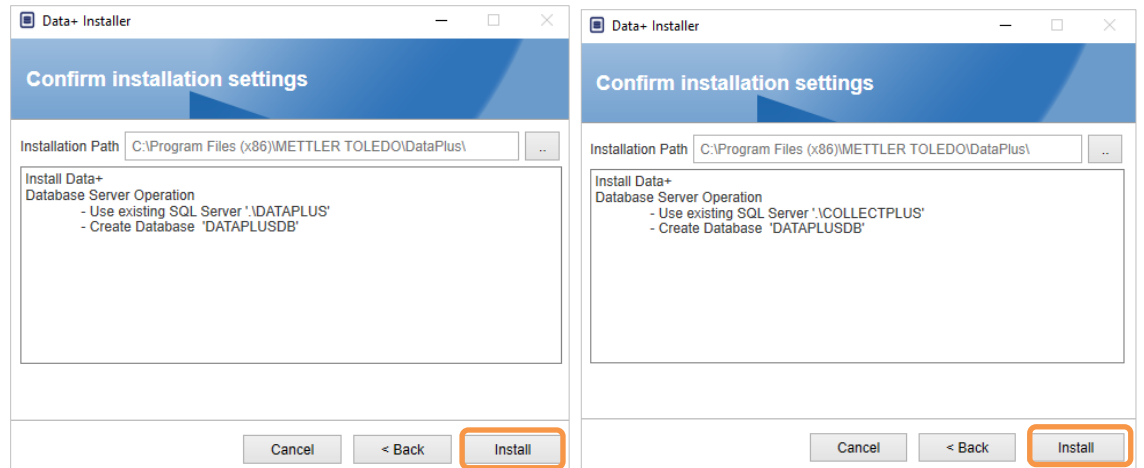 Data+ Installer
Confirm installation settings
Installation Path C:\Program Files (x86)\METTLER TOLEDO\DataPlus\ ..
Install Data+
Database Server Operation
- Use existing SQL Server '.\DATAPLUS'
- Create Database 'DATAPLUSDB'
Cancel < Back Install
Data+ Installer
Confirm installation settings
Installation Path C:\Program Files (x86)\METTLER TOLEDO\DataPlus\ ..
Install Data+
Database Server Operation
- Use existing SQL Server '.\COLLECTPLUS'
- Create Database 'DATAPLUSDB'
Cancel < Back Install